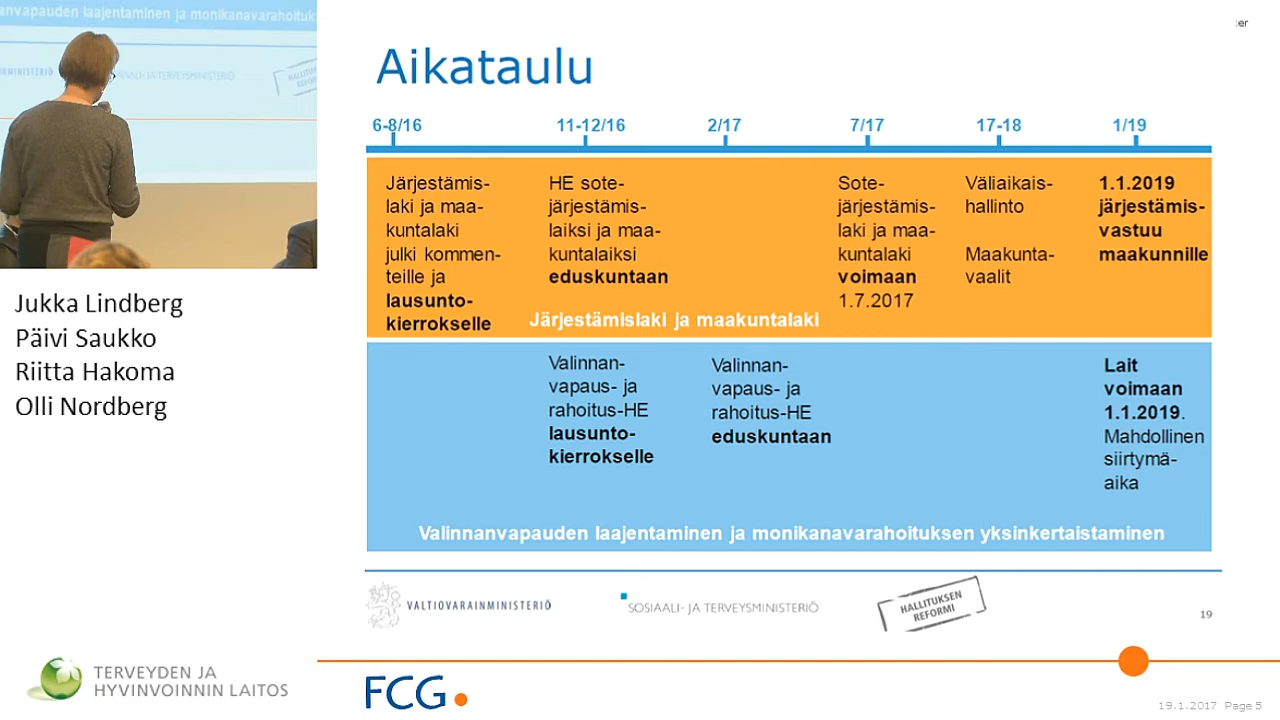 anvapauden laajentaminen ja monikanavarahoituk
MINISTERIÖ
SOSIAALI- JA TERVEYSMINISTERIÖ
Jukka Lindberg
Päivi Saukko
Riitta Hakoma
Olli Nordberg
TERVEYDEN JA
HYVINVOINNIN LAITOS
Aikataulu
6-8/16
11-12/16
2/17
7/17
17-18
1/19
Järjestämis-
laki ja maa-
kuntalaki
julki kommen-
teille ja
lausunto-
kierrokselle
HE sote-
järjestämis-
laiksi ja maa-
kuntalaiksi
eduskuntaan
Sote-
järjestämis-
laki ja maa-
kuntalaki
voimaan
1.7.2017
Väliaikais-
hallinto
Maakunta-
vaalit
1.1.2019
järjestämis-
vastuu
maakunnille
Järjestämislaki ja maakuntalaki
Valinnan-
vapaus- ja
rahoitus-HE
lausunto-
kierrokselle
Valinnan-
vapaus- ja
rahoitus-HE
eduskuntaan
Lait
voimaan
1.1.2019.
Mahdollinen
siirtymä-
aika
Valinnanvapauden laajentaminen ja monikanavarahoituksen yksinkertaistaminen
VALTIOVARAINMINISTERIÖ
SOSIAALI- JA TERVEYSMINISTERIÖ
HALLITUKSEN
REFORMI
19
FCG
19.1.2017 Page 5